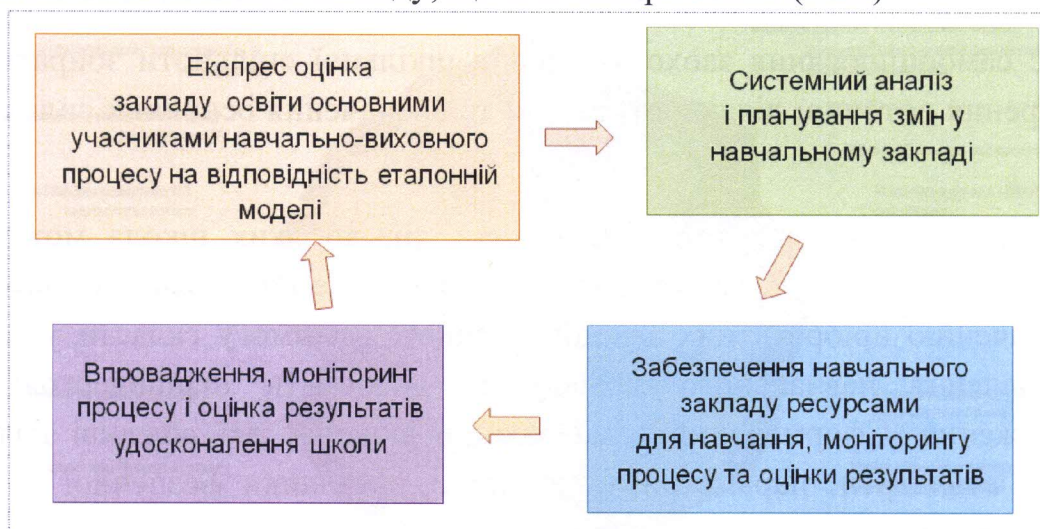 Експрес оцінка
закладу освіти основними
учасниками навчально-виховного
процесу на відповідність еталонній
моделі
Системний аналіз
і планування змін у
навчальному закладі
Впровадження, моніторинг
процесу і оцінка результатів
удосконалення школи
Забезпечення навчального
закладу ресурсами
для навчання, моніторингу
процесу та оцінки результатів